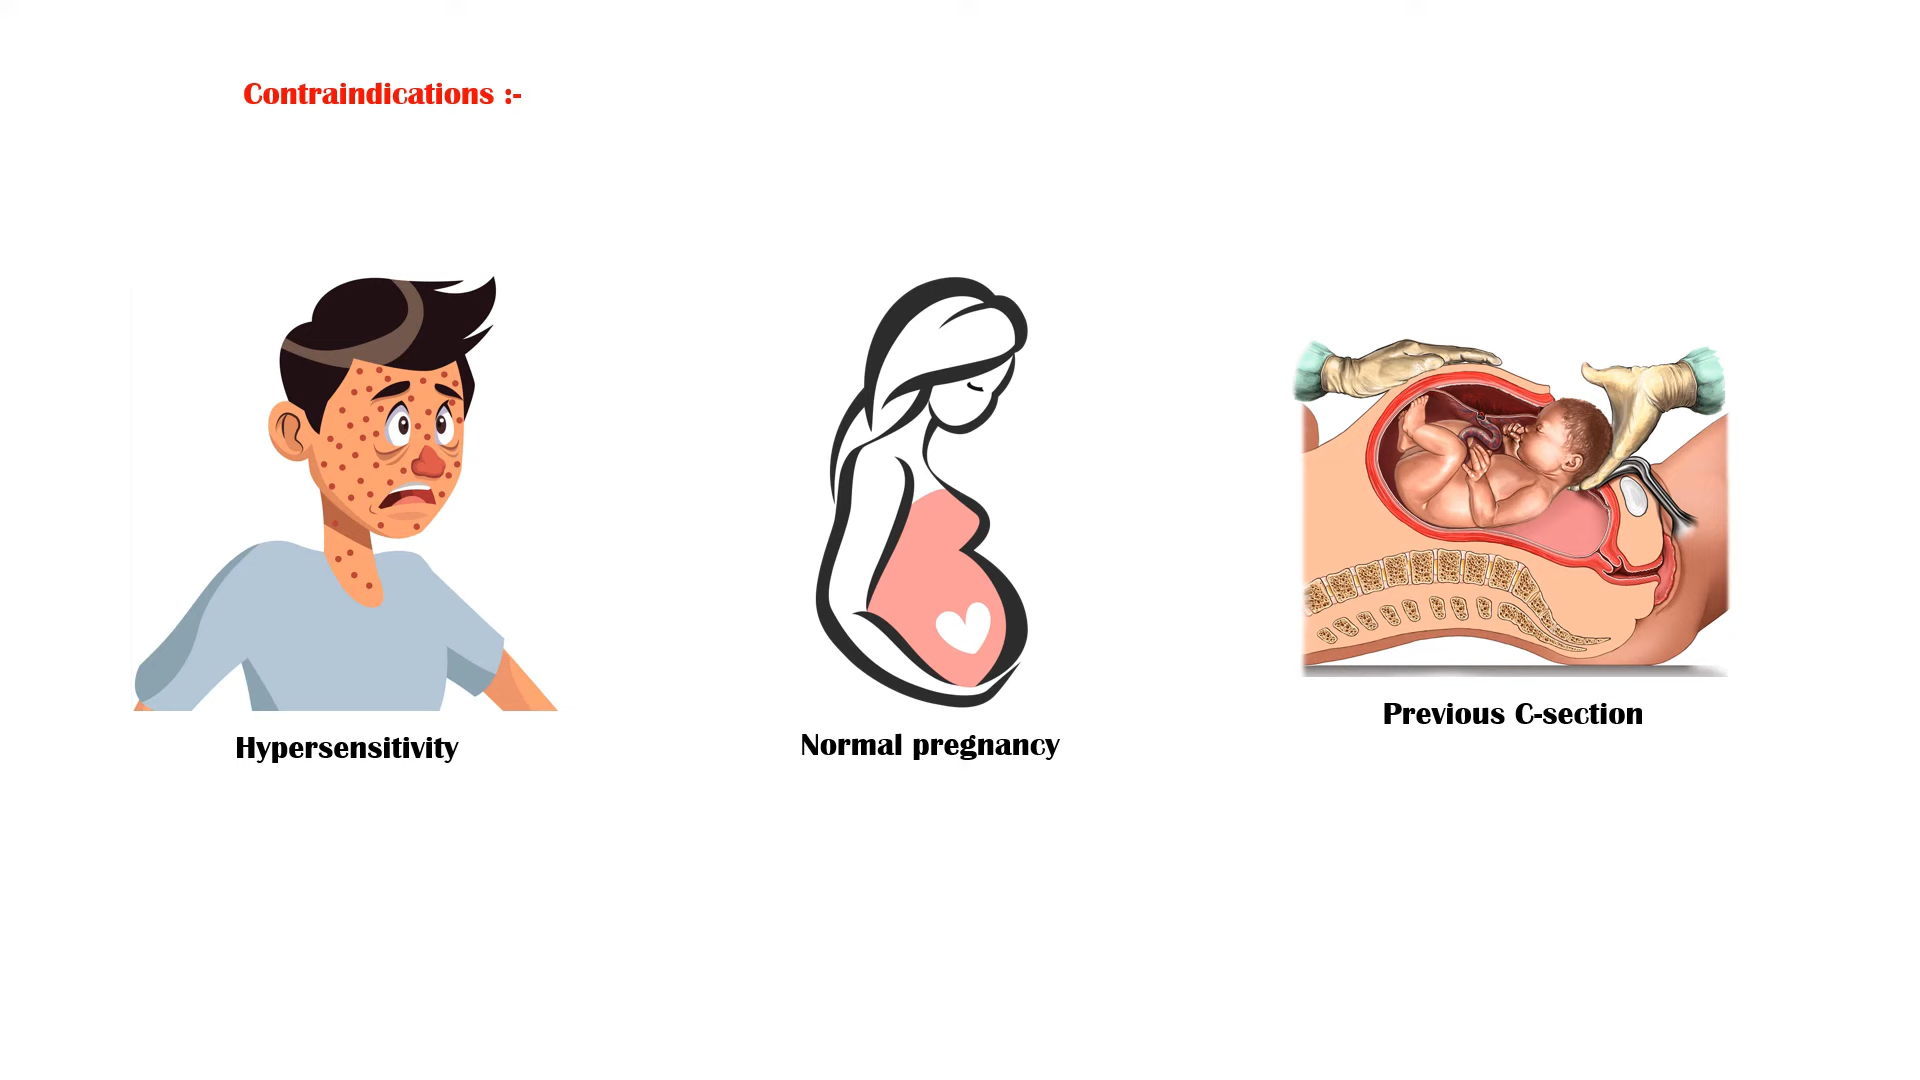 Contraindications :-
Hypersensitivity
Normal pregnancy
Previous C-section